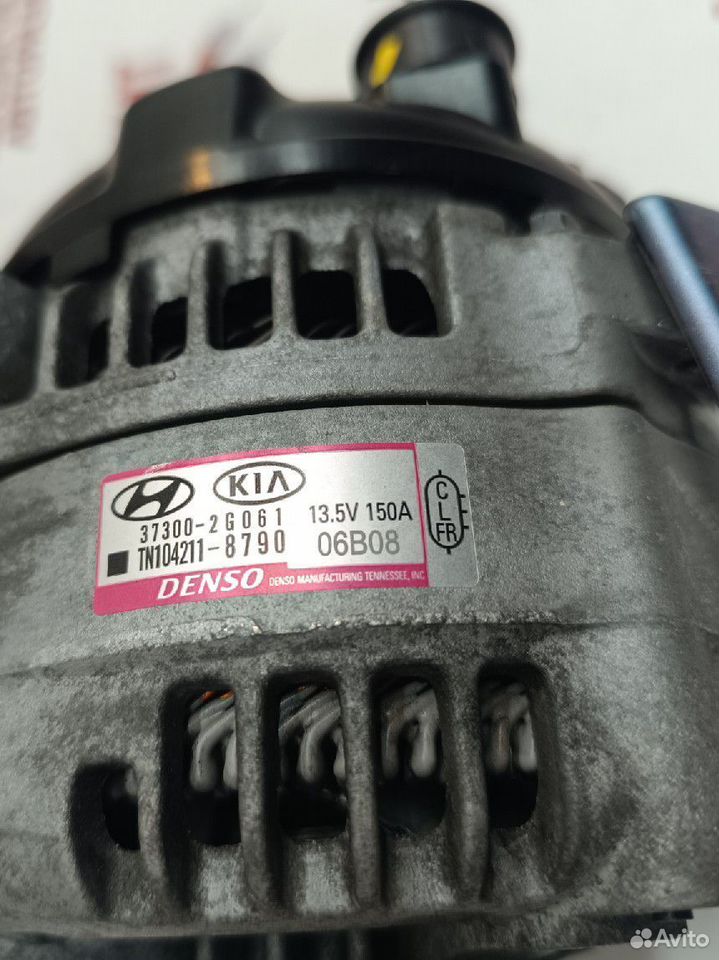 KIA
37300-2G061
13.5V 150A
TN104211-8790
06B08
DENSO
DENSO MANUFACTURING TENNESSEE, INC
C
L
FR
Avito